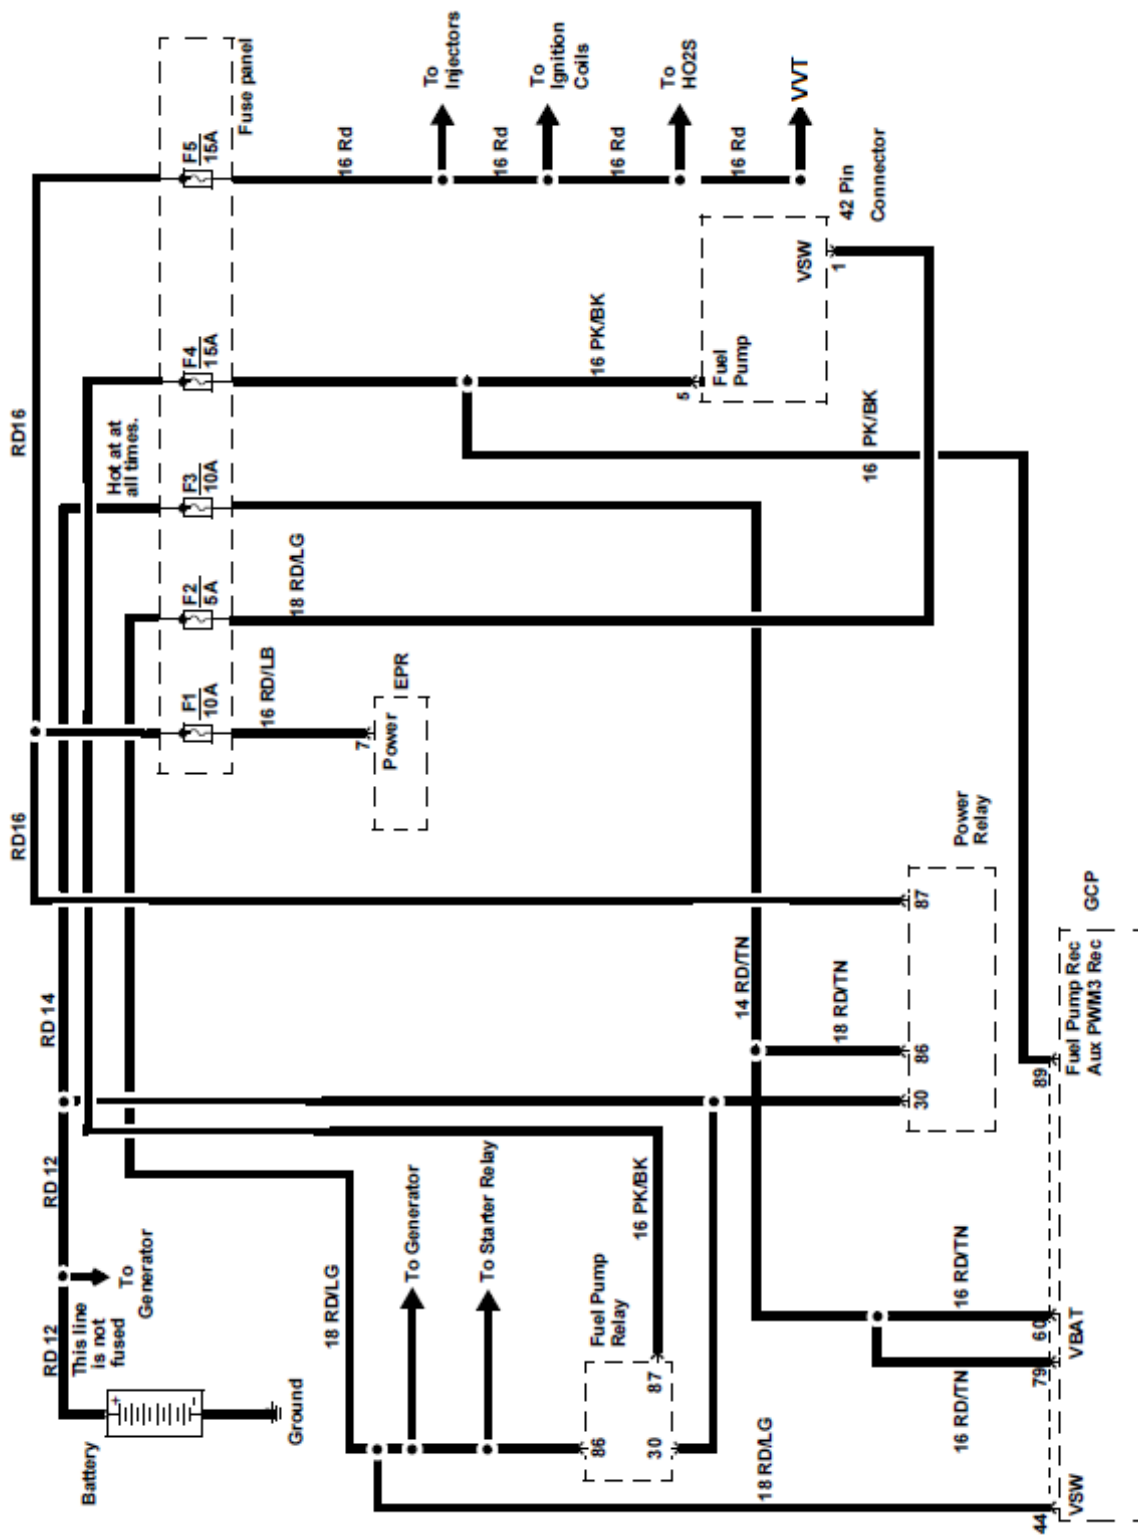 Battery
Ground
RD 12
This line
is not
fused
To
Generator
RD 12
RD 14
RD16
RD16
Hot at at
all times.
Fuse panel
F1
10A
F2
5A
F3
10A
F4
15A
F5
15A
16 RD/LB
18 RD/LG
16 Rd
16 Rd
16 Rd
16 Rd
To
Injectors
To
Ignition
Coils
To
HO2S
VVT
EPR
Power
7
16 PK/BK
5
Fuel
Pump
VSW
1
42 Pin
Connector
16 PK/BK
18 RD/LG
To Generator
To Starter Relay
16 PK/BK
Fuel Pump
Relay
86
87
30
14 RD/TN
18 RD/TN
Power
Relay
87
86
30
18 RD/LG
16 RD/TN
16 RD/TN
44
VSW
79
60
VBAT
89
Fuel Pump Rec
Aux PWM3 Rec
GCP